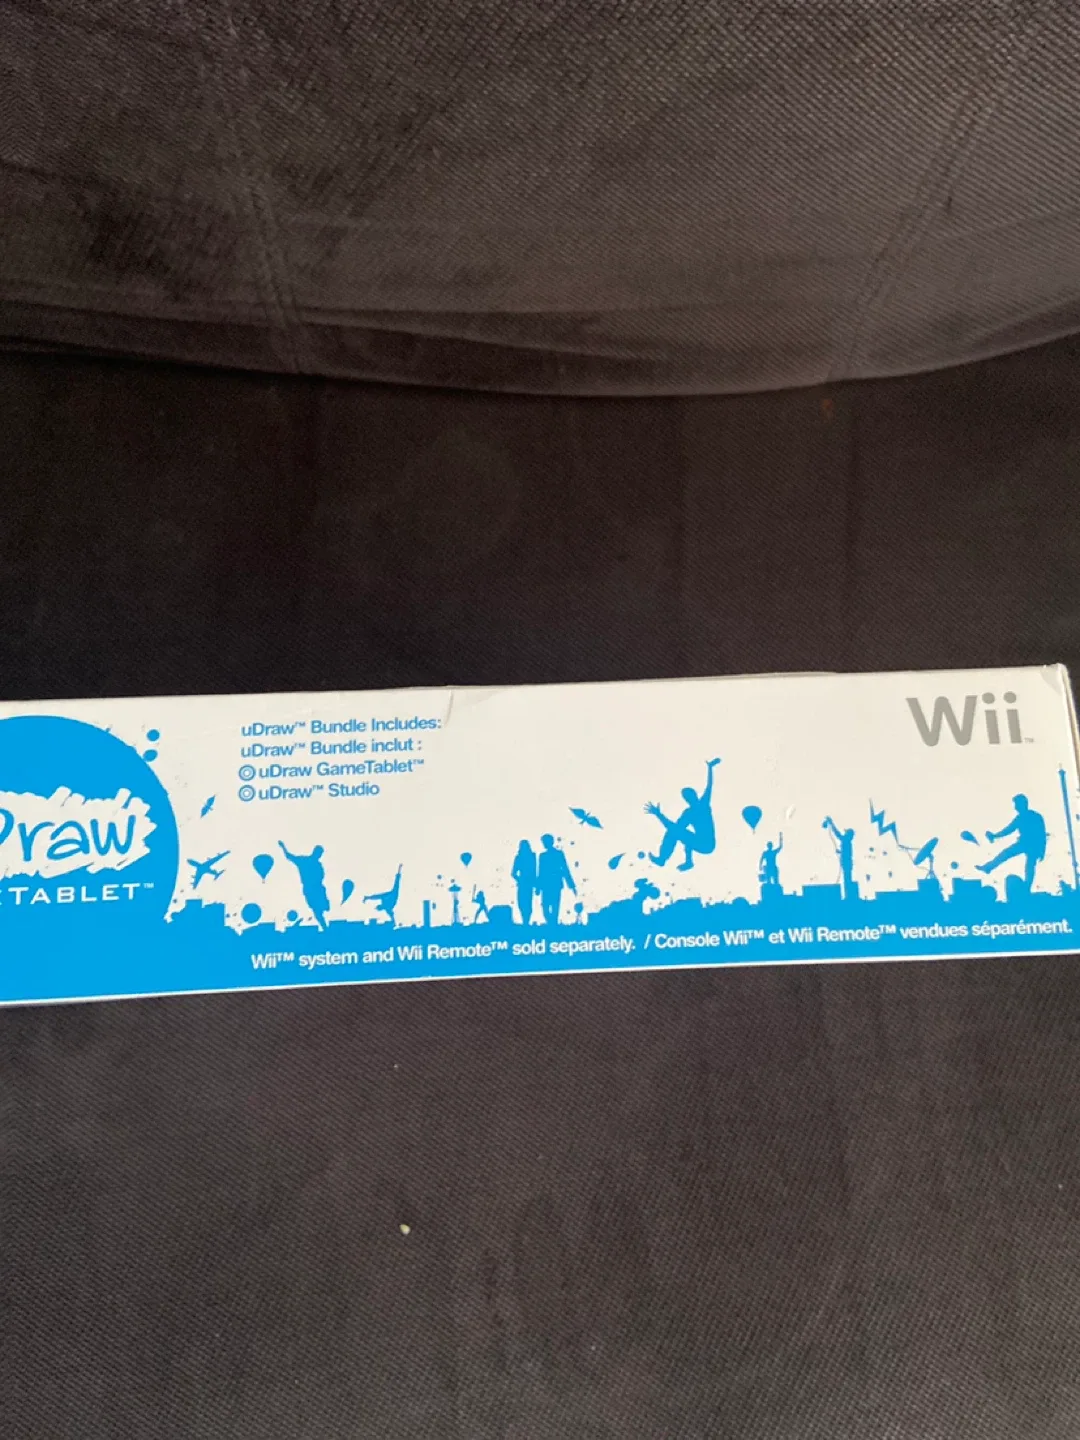 uDraw™ Bundle Includes:
uDraw™ Bundle inclut :
uDraw GameTablet™
uDraw™ Studio
Wii™
Draw
TABLET™
Wii™ system and Wii Remote™ sold separately. / Console Wii™ et Wii Remote™ vendues séparément.